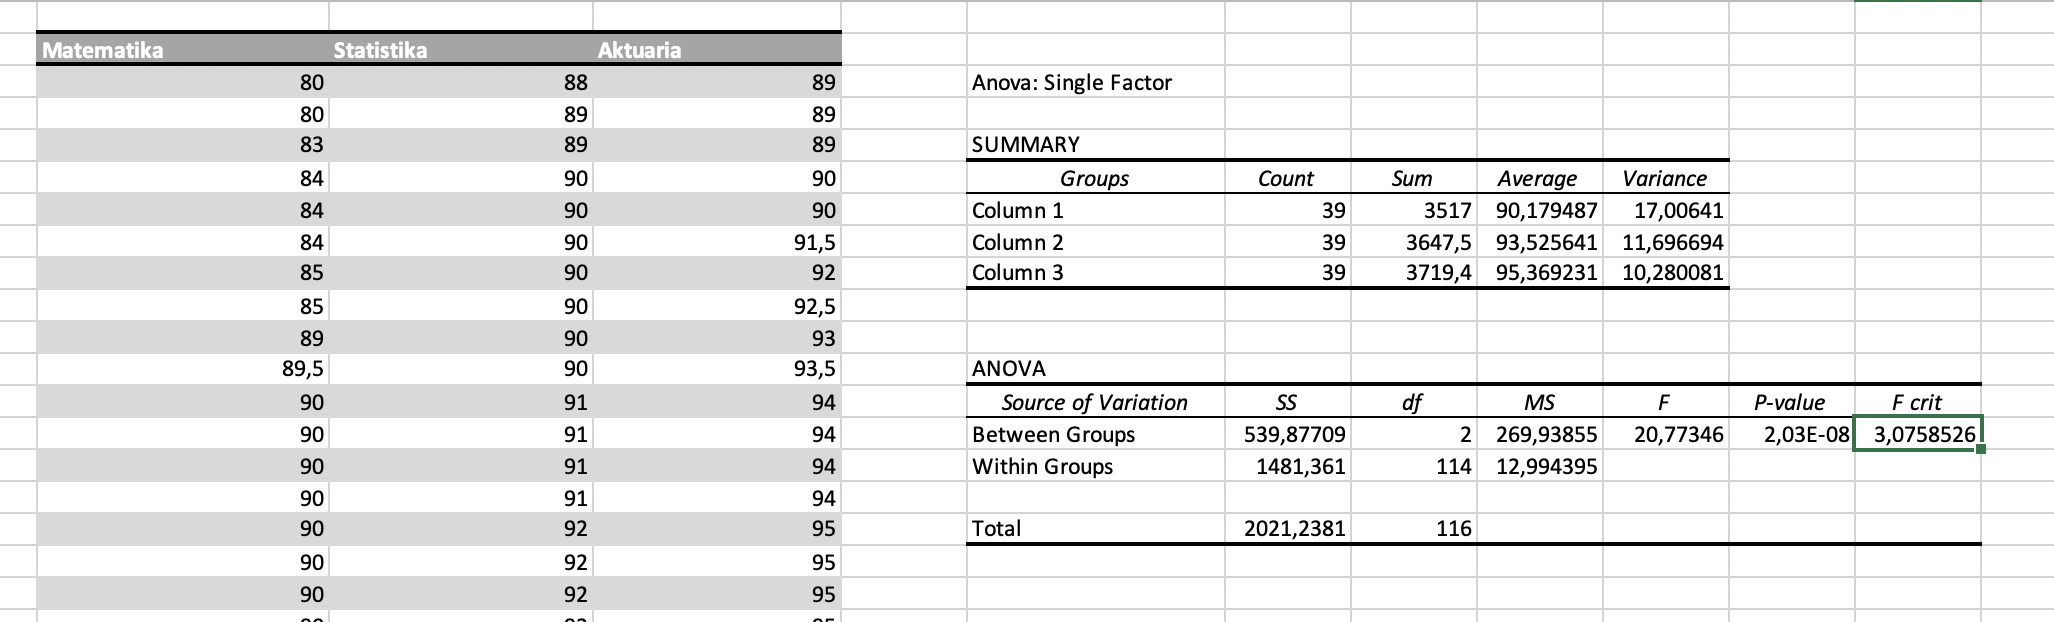 Matematika Statistika Aktuaria
80 88 89 Anova: Single Factor
80 89 89
83 89 89 SUMMARY
84 90 90 Groups Count Sum Average Variance
84 90 90 Column 1 39 3517 90,179487 17,00641
84 90 91,5 Column 2 39 3647,5 93,525641 11,696694
85 90 92 Column 3 39 3719,4 95,369231 10,280081
85 90 92,5
89 90 93
89,5 90 93,5 ANOVA
90 91 94 Source of Variation SS df MS F P-value F crit
90 91 94 Between Groups 539,87709 2 269,93855 20,77346 2,03E-08 3,0758526
90 91 94 Within Groups 1481,361 114 12,994395
90 91 94
90 92 95 Total 2021,2381 116
90 92 95
90 92 95